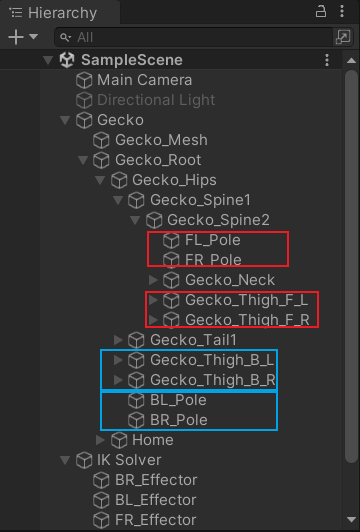 Hierarchy
All
SampleScene
Main Camera
Directional Light
Gecko
Gecko_Mesh
Gecko_Root
Gecko_Hips
Gecko_Spine1
Gecko_Spine2
FL_Pole
FR_Pole
Gecko_Neck
Gecko_Thigh_F_L
Gecko_Thigh_F_R
Gecko_Tail1
Gecko_Thigh_B_L
Gecko_Thigh_B_R
BL_Pole
BR_Pole
Home
IK Solver
BR_Effector
BL_Effector
FR_Effector